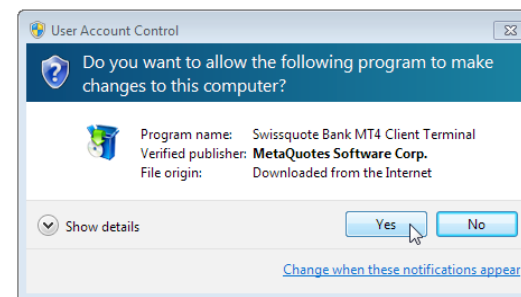 User Account Control
Do you want to allow the following program to make
changes to this computer?
Program name: Swissquote Bank MT4 Client Terminal
Verified publisher: MetaQuotes Software Corp.
File origin: Downloaded from the Internet
Show details
Yes No
Change when these notifications appear